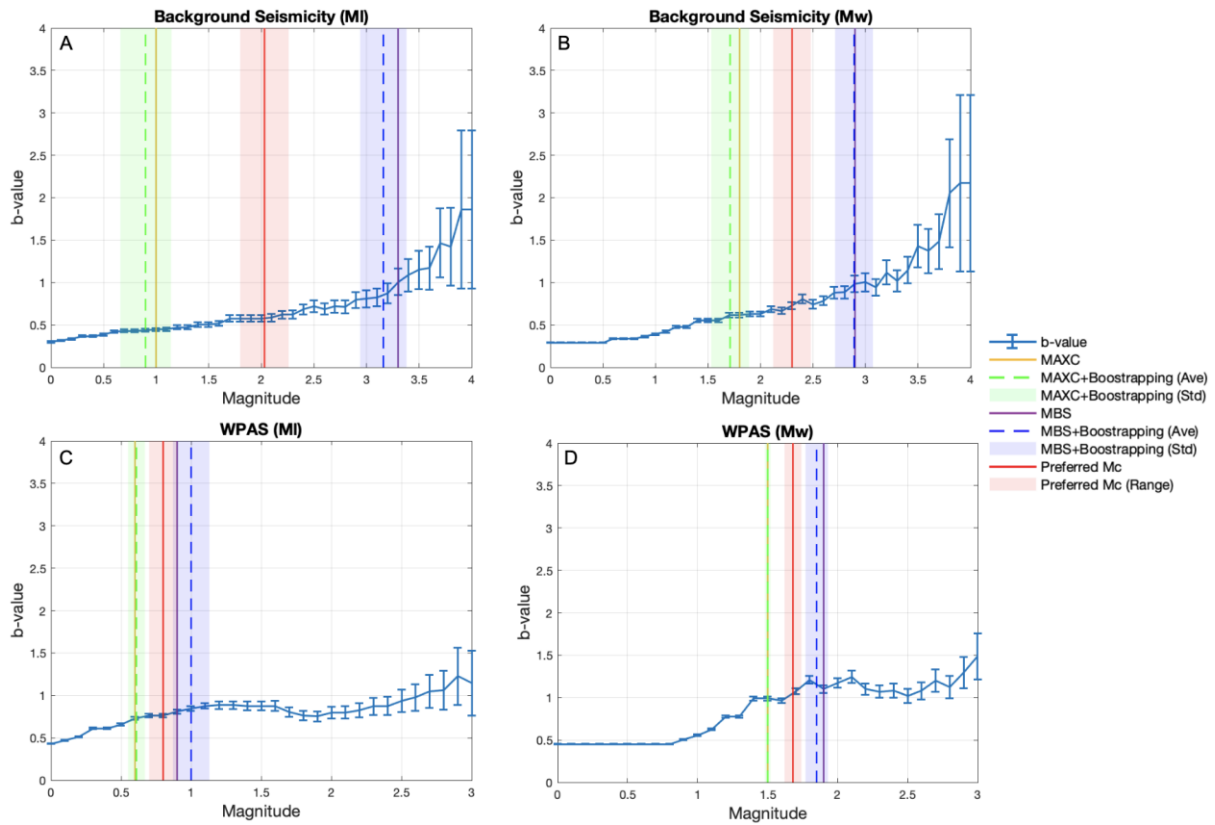 Background Seismicity (Ml)
A
4
3.5
3
2.5
2
1.5
1
0.5
0
b-value
0 0.5 1 1.5 2 2.5 3 3.5 4
Magnitude
Background Seismicity (Mw)
B
4
3.5
3
2.5
2
1.5
1
0.5
0
b-value
0 0.5 1 1.5 2 2.5 3 3.5 4
Magnitude
b-value
MAXC
MAXC+Boostrapping (Ave)
MAXC+Boostrapping (Std)
MBS
MBS+Boostrapping (Ave)
MBS+Boostrapping (Std)
Preferred Mc
Preferred Mc (Range)
WPAS (Ml)
C
4
3.5
3
2.5
2
1.5
1
0.5
0
b-value
0 0.5 1 1.5 2 2.5 3
Magnitude
WPAS (Mw)
D
4
3.5
3
2.5
2
1.5
1
0.5
0
b-value
0 0.5 1 1.5 2 2.5 3
Magnitude